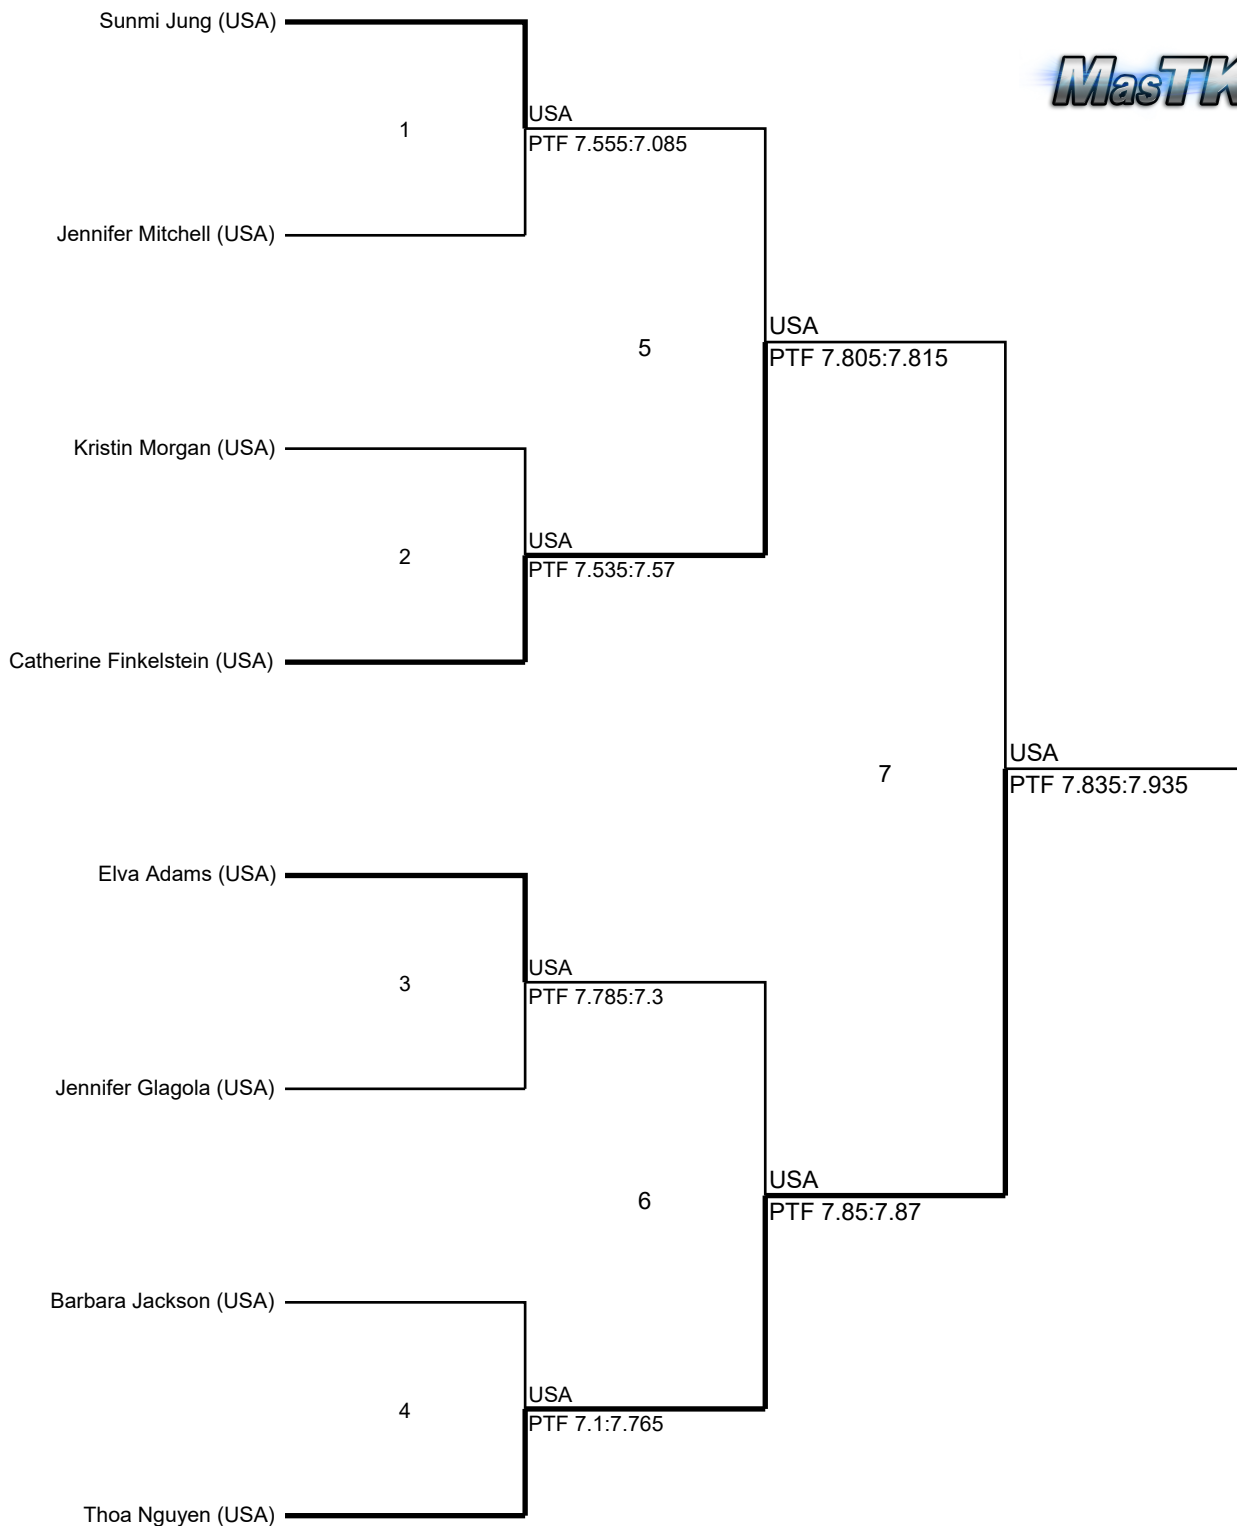 Sunmi Jung (USA)
MasTK
USA
1
PTF 7.555:7.085
Jennifer Mitchell (USA)
USA
5
PTF 7.805:7.815
Kristin Morgan (USA)
USA
2
PTF 7.535:7.57
Catherine Finkelstein (USA)
USA
7
PTF 7.835:7.935
Elva Adams (USA)
USA
3
PTF 7.785:7.3
Jennifer Glagola (USA)
USA
6
PTF 7.85:7.87
Barbara Jackson (USA)
USA
4
PTF 7.1:7.765
Thoa Nguyen (USA)